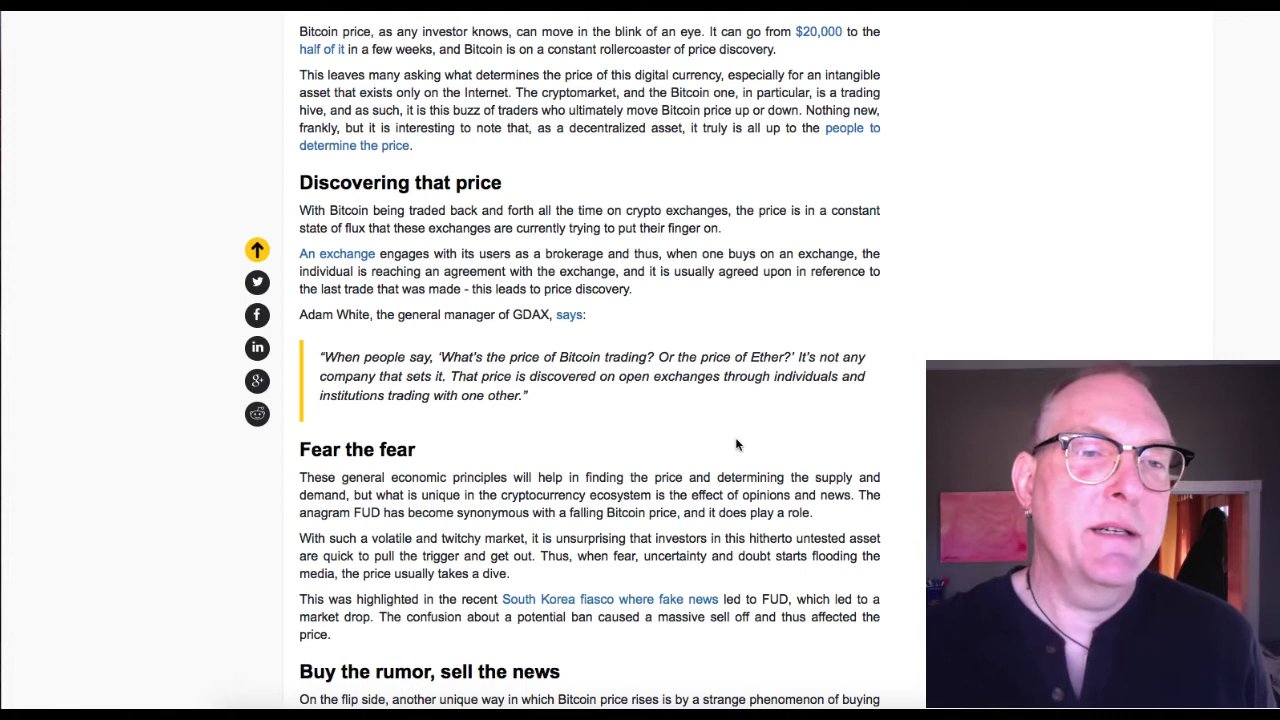 Bitcoin price, as any investor knows, can move in the blink of an eye. It can go from $20,000 to the
half of it in a few weeks, and Bitcoin is on a constant rollercoaster of price discovery.
This leaves many asking what determines the price of this digital currency, especially for an intangible
asset that exists only on the Internet. The cryptomarket, and the Bitcoin one, in particular, is a trading
hive, and as such, it is this buzz of traders who ultimately move Bitcoin price up or down. Nothing new,
frankly, but it is interesting to note that, as a decentralized asset, it truly is all up to the people to
determine the price.
Discovering that price
With Bitcoin being traded back and forth all the time on crypto exchanges, the price is in a constant
state of flux that these exchanges are currently trying to put their finger on.
An exchange engages with its users as a brokerage and thus, when one buys on an exchange, the
individual is reaching an agreement with the exchange, and it is usually agreed upon in reference to
the last trade that was made - this leads to price discovery.
Adam White, the general manager of GDAX, says:
“When people say, ‘What’s the price of Bitcoin trading? Or the price of Ether?’ It’s not any
company that sets it. That price is discovered on open exchanges through individuals and
institutions trading with one other.”
Fear the fear
These general economic principles will help in finding the price and determining the supply and
demand, but what is unique in the cryptocurrency ecosystem is the effect of opinions and news. The
anagram FUD has become synonymous with a falling Bitcoin price, and it does play a role.
With such a volatile and twitchy market, it is unsurprising that investors in this hitherto untested asset
are quick to pull the trigger and get out. Thus, when fear, uncertainty and doubt starts flooding the
media, the price usually takes a dive.
This was highlighted in the recent South Korea fiasco where fake news led to FUD, which led to a
market drop. The confusion about a potential ban caused a massive sell off and thus affected the
price.
Buy the rumor, sell the news
On the flip side, another unique way in which Bitcoin price rises is by a strange phenomenon of buying